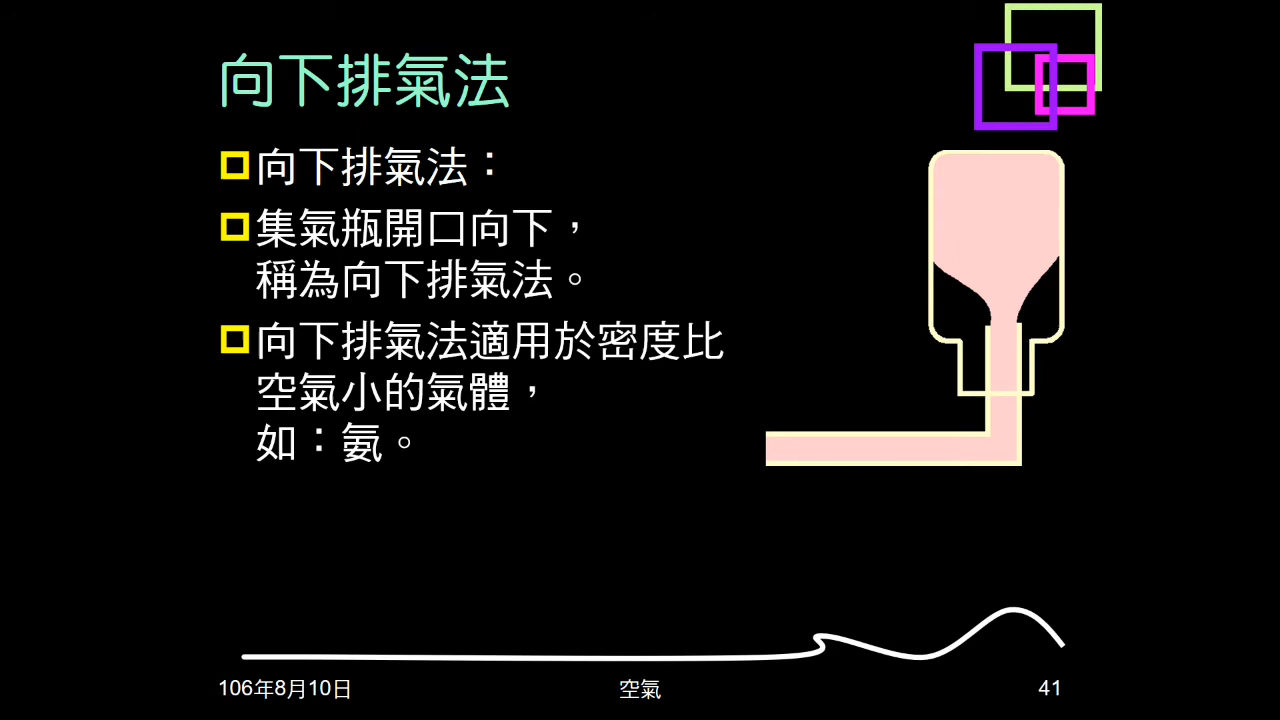 向下排氣法
向下排氣法：
集氣瓶開口向下，
稱為向下排氣法。
向下排氣法適用於密度比
空氣小的氣體，
如：氨。
106年8月10日
空氣
41